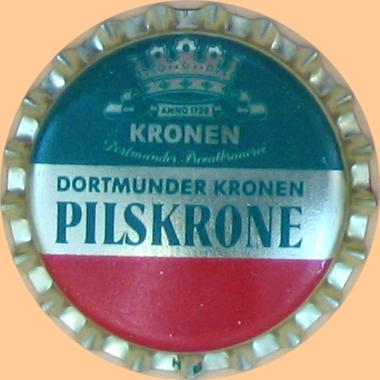 ANNO 1729
KRONEN
Dortmunder Privatbrauerei
DORTMUNDER KRONEN
PILSKRONE